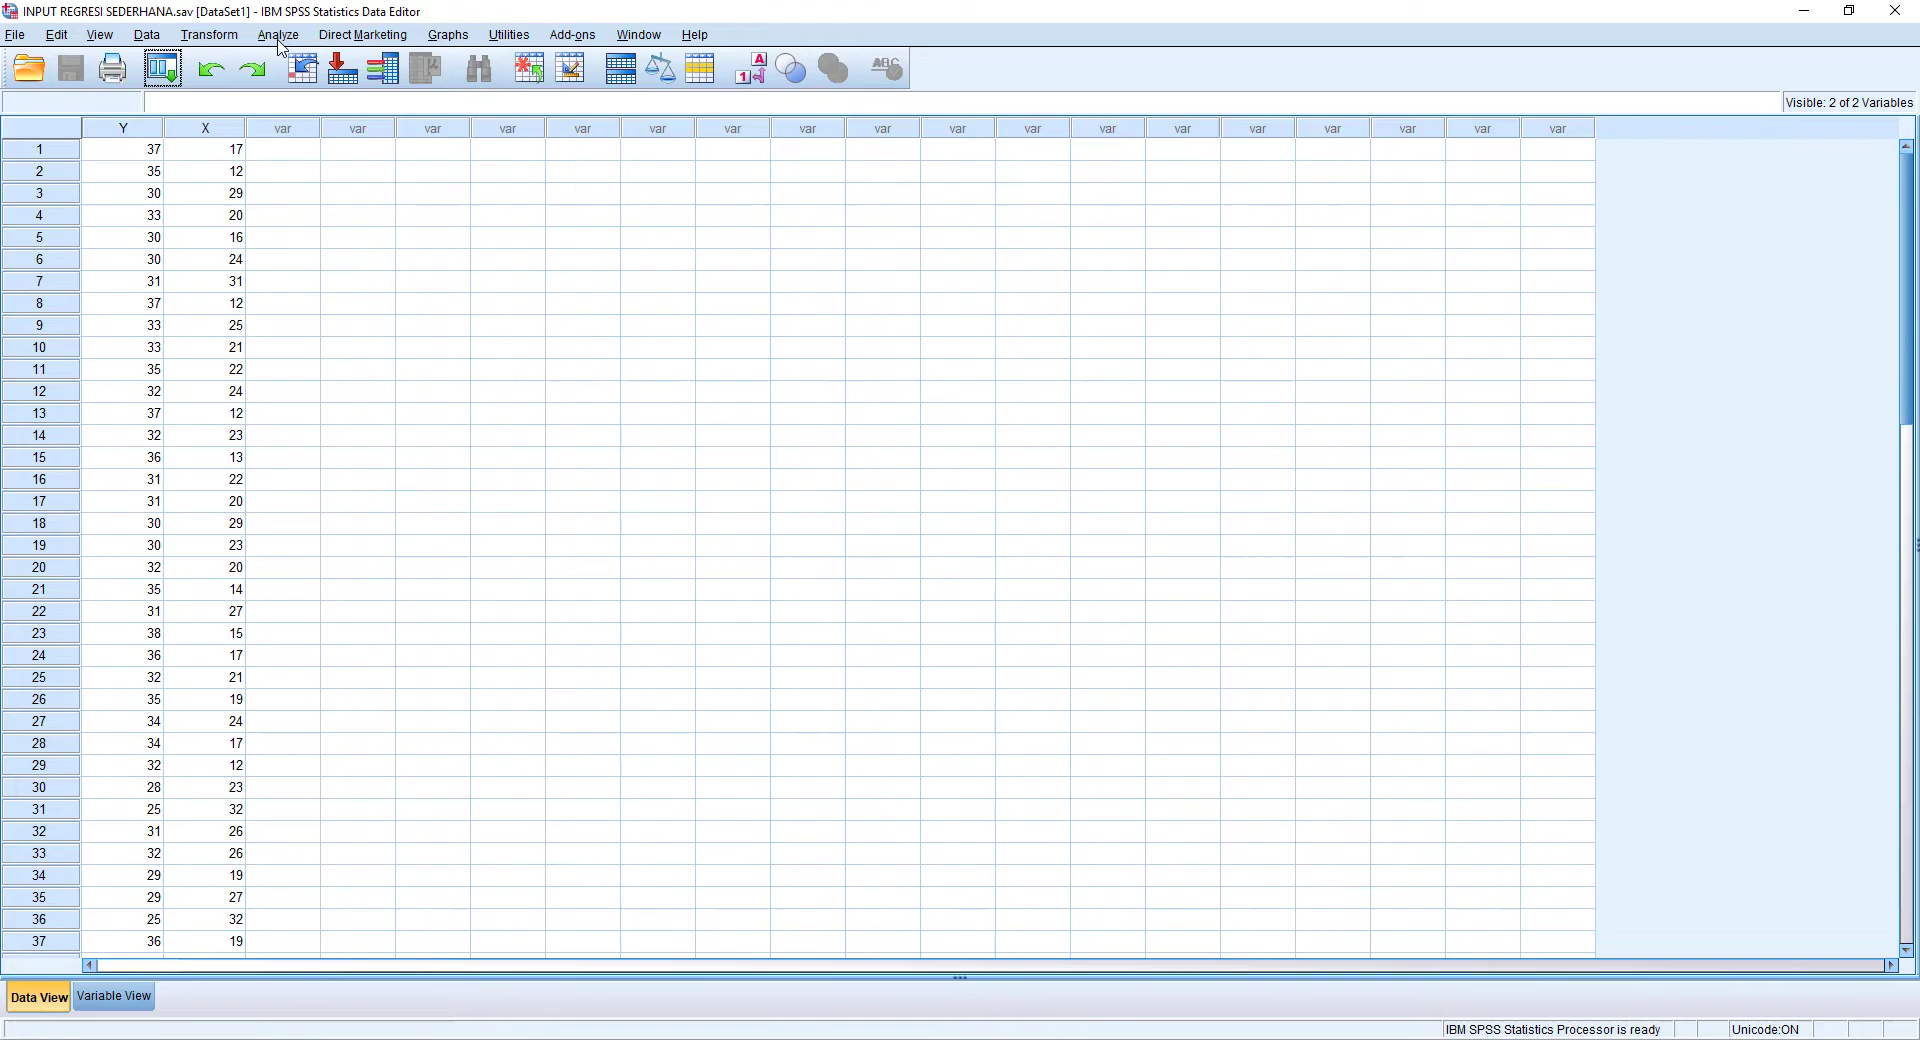 INPUT REGRESI SEDERHANA.sav [DataSet1] - IBM SPSS Statistics Data Editor
File Edit View Data Transform Analyze Direct Marketing Graphs Utilities Add-ons Window Help
1 A ABC
Visible: 2 of 2 Variables
Y X var var var var var var var var var var var var var var var var var var
1 37 17
2 35 12
3 30 29
4 33 20
5 30 16
6 30 24
7 31 31
8 37 12
9 33 25
10 33 21
11 35 22
12 32 24
13 37 12
14 32 23
15 36 13
16 31 22
17 31 20
18 30 29
19 30 23
20 32 20
21 35 14
22 31 27
23 38 15
24 36 17
25 32 21
26 35 19
27 34 24
28 34 17
29 32 12
30 28 23
31 25 32
32 31 26
33 32 26
34 29 19
35 29 27
36 25 32
37 36 19
Data View Variable View
IBM SPSS Statistics Processor is ready Unicode:ON